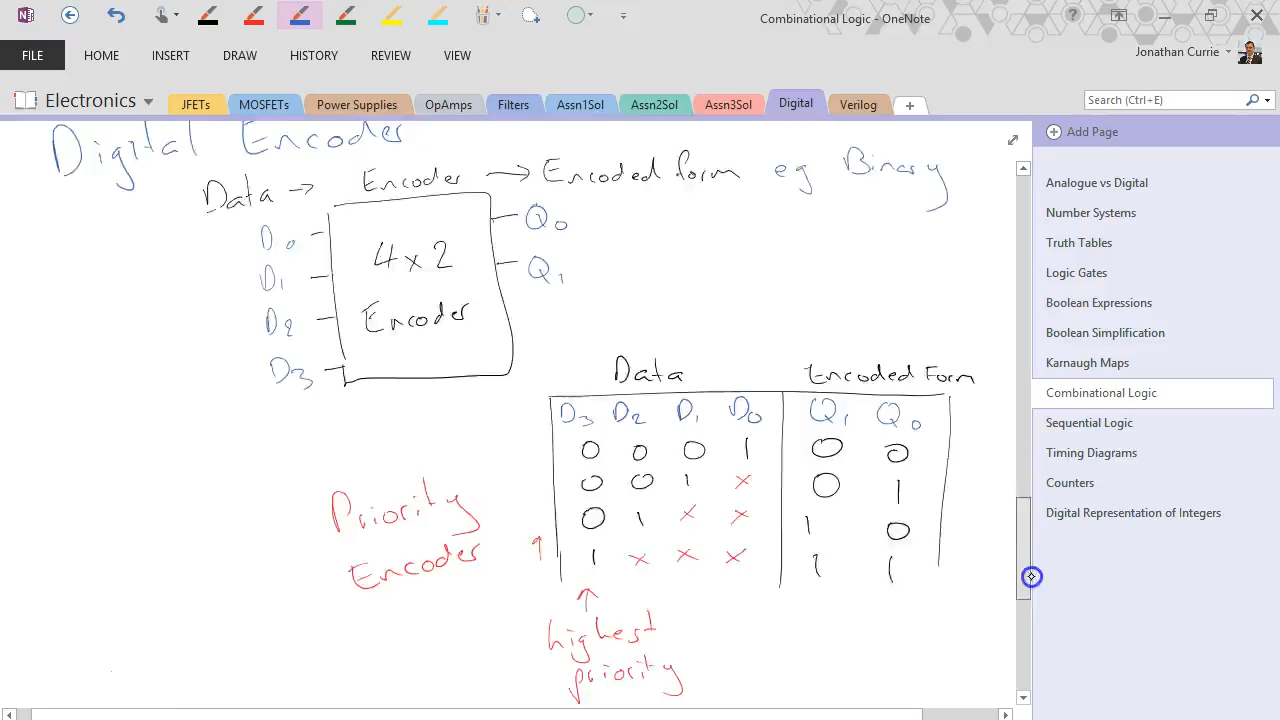 Combinational Logic - OneNote
?
FILE HOME INSERT DRAW HISTORY REVIEW VIEW
Jonathan Currie
Electronics
JFETs MOSFETs Power Supplies OpAmps Filters Assn1Sol Assn2Sol Assn3Sol Digital Verilog +
Search (Ctrl+E)
Add Page
Analogue vs Digital
Number Systems
Truth Tables
Logic Gates
Boolean Expressions
Boolean Simplification
Karnaugh Maps
Combinational Logic
Sequential Logic
Timing Diagrams
Counters
Digital Representation of Integers
Digital Encoder
Data → Encoder → Encoded form eg Binary
D0 Q0
4x2
D1 Q1
D2 Encoder
D3
Data Encoded Form
D3 D2 D1 D0 Q1 Q0
0 0 0 1 0 0
0 0 1 x 0 1
0 1 x x 1 0
1 x x x 1 1
Priority
Encoder ↑
↑
highest
priority